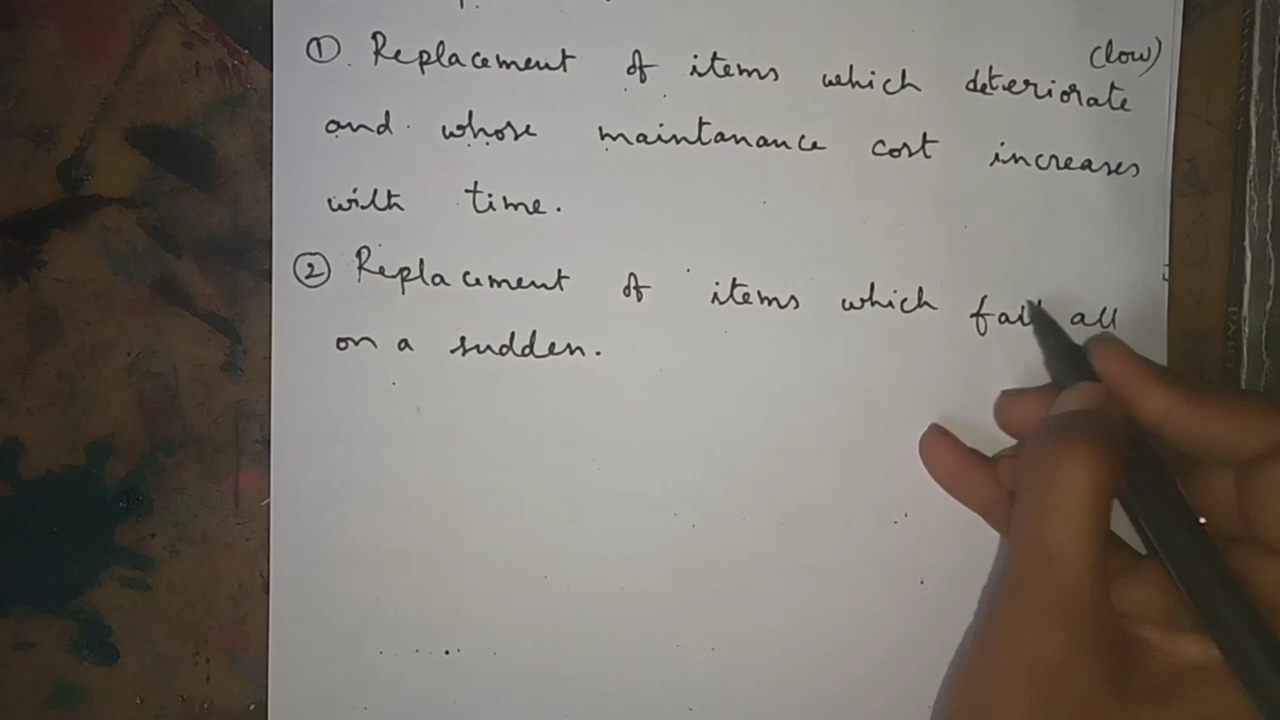 (low)
① Replacement of items which deteriorate
and whose maintanance cost increases
with time.
② Replacement of items which fail all
on a sudden.